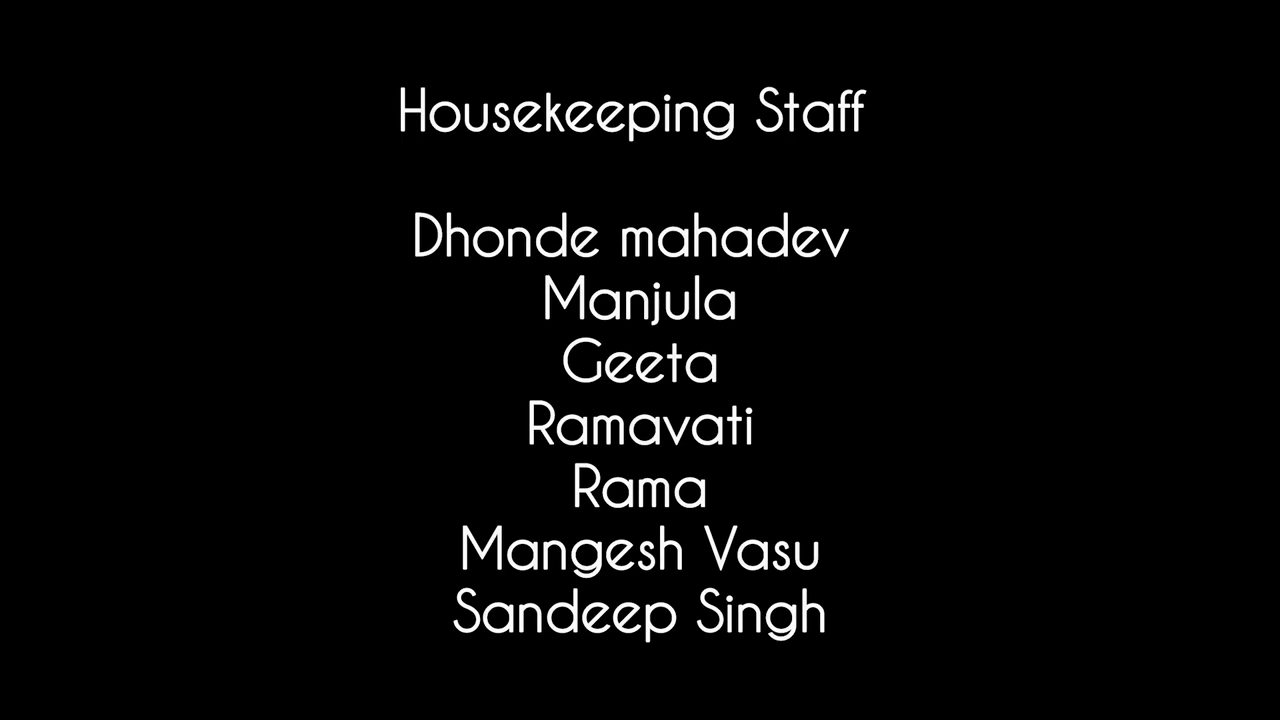 Housekeeping Staff
Dhonde mahadev
Manjula
Geeta
Ramavati
Rama
Mangesh Vasu
Sandeep Singh